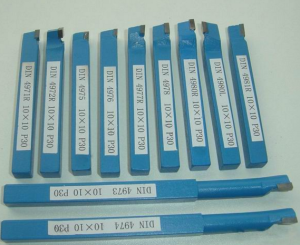 DIN 4971R 10×10 P30
DIN 4972R 10×10 P30
DIN 4975 10×10 P30
DIN 4976 10×10 P30
DIN 4977R 10×10 P30
DIN 4978 10×10 P30
DIN 4980R 10×10 P30
DIN 4980L 10×10 P30
DIN 4981R 10×10 P30
DIN 4973 10×10 P30
DIN 4974 10×10 P30